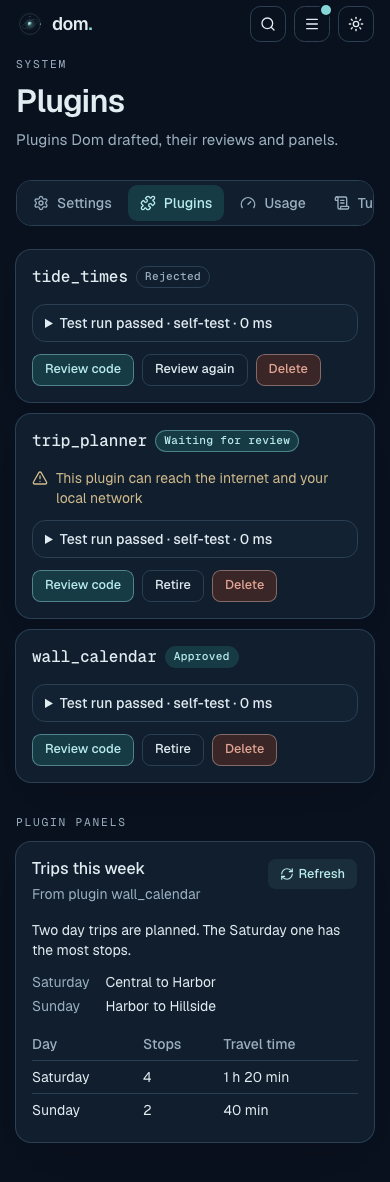 dom.
SYSTEM
Plugins
Plugins Dom drafted, their reviews and panels.
Settings Plugins Usage Tu
tide_times Rejected
Test run passed · self-test · 0 ms
Review code Review again Delete
trip_planner Waiting for review
This plugin can reach the internet and your
local network
Test run passed · self-test · 0 ms
Review code Retire Delete
wall_calendar Approved
Test run passed · self-test · 0 ms
Review code Retire Delete
PLUGIN PANELS
Trips this week
Refresh
From plugin wall_calendar
Two day trips are planned. The Saturday one has
the most stops.
Saturday Central to Harbor
Sunday Harbor to Hillside
Day Stops Travel time
Saturday 4 1 h 20 min
Sunday 2 40 min